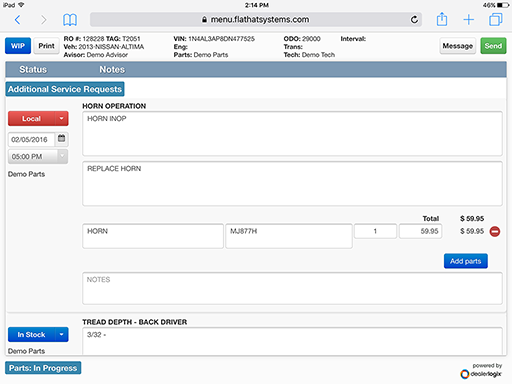 iPad 2:14 PM 46%
menu.flathatsystems.com
WIP Print
RO #: 128228 TAG: T2051
Veh: 2013-NISSAN-ALTIMA
Avisor: Demo Advisor
VIN: 1N4AL3AP8DN477525
Eng:
Parts: Demo Parts
ODO: 29000
Trans:
Tech: Demo Tech
Interval:
Message Send
Status Notes
Additional Service Requests
HORN OPERATION
Local
HORN INOP
02/05/2016
05:00 PM
Demo Parts
REPLACE HORN
Total $ 59.95
HORN MJ877H 1 59.95 $ 59.95
Add parts
NOTES
TREAD DEPTH - BACK DRIVER
In Stock
3/32 -
Demo Parts
Parts: In Progress
powered by
dealerlogix